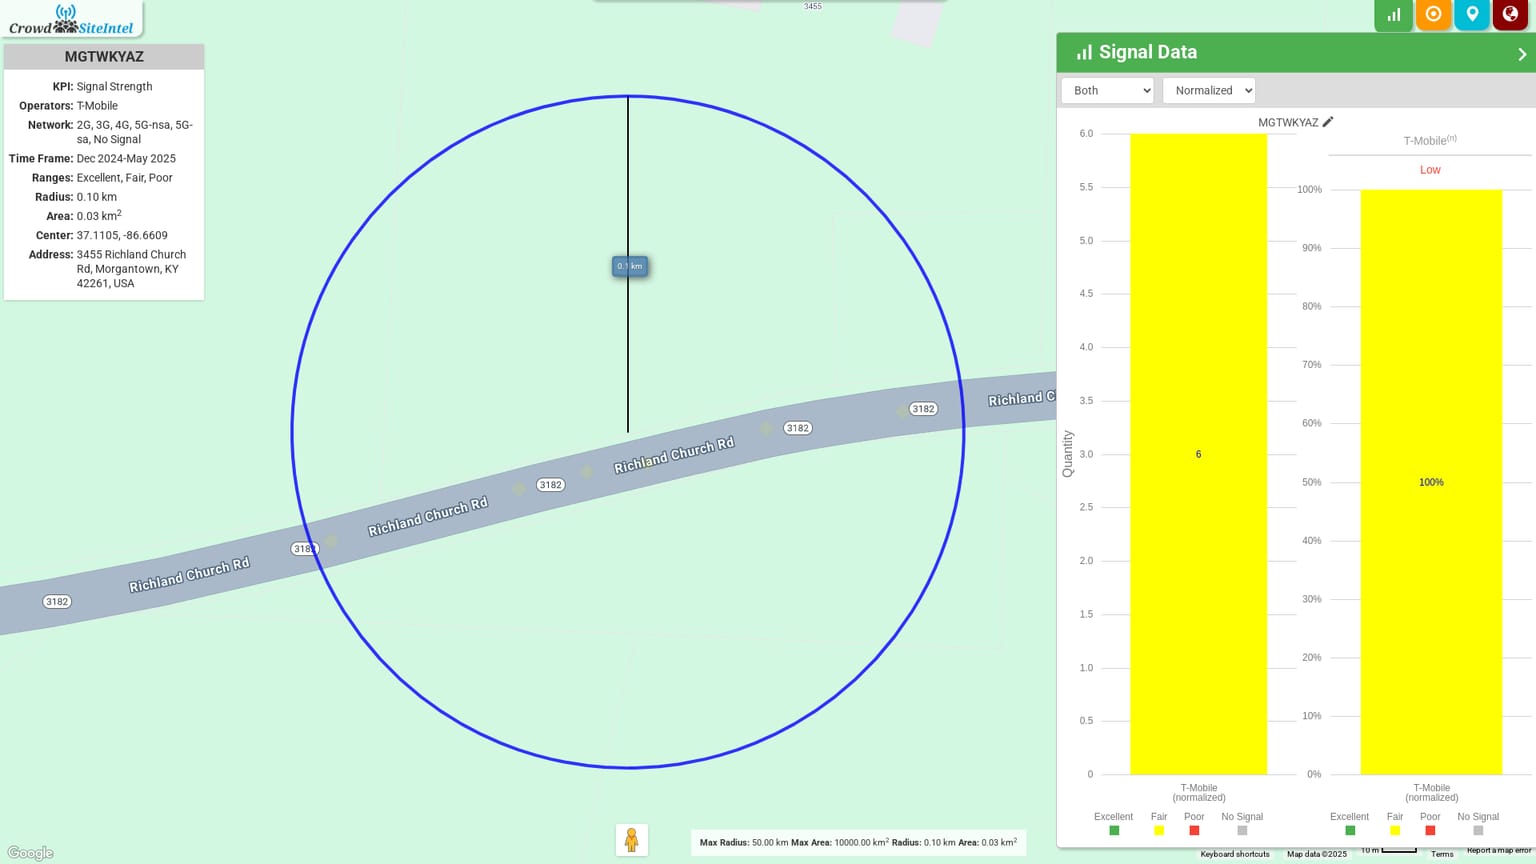 3455
Crowd SiteIntel
MGTWKYAZ
KPI: Signal Strength
Operators: T-Mobile
Network: 2G, 3G, 4G, 5G-nsa, 5G-
sa, No Signal
Time Frame: Dec 2024-May 2025
Ranges: Excellent, Fair, Poor
Radius: 0.10 km
Area: 0.03 km²
Center: 37.1105, -86.6609
Address: 3455 Richland Church
Rd, Morgantown, KY
42261, USA
0.1 km
3182
Richland C
3182
Richland Church Rd
3182
Richland Church Rd
3182
Richland Church Rd
3182
Google
Max Radius: 50.00 km Max Area: 10000.00 km² Radius: 0.10 km Area: 0.03 km²
Signal Data
Both
Normalized
MGTWKYAZ
Quantity
6.0
5.5
5.0
4.5
4.0
3.5
3.0
2.5
2.0
1.5
1.0
0.5
0
6
T-Mobile
(normalized)
Excellent Fair Poor No Signal
T-Mobile(n)
Low
100%
90%
80%
70%
60%
50%
40%
30%
20%
10%
0%
100%
T-Mobile
(normalized)
Excellent Fair Poor No Signal
Keyboard shortcuts Map data ©2025 10 m Terms Report a map error